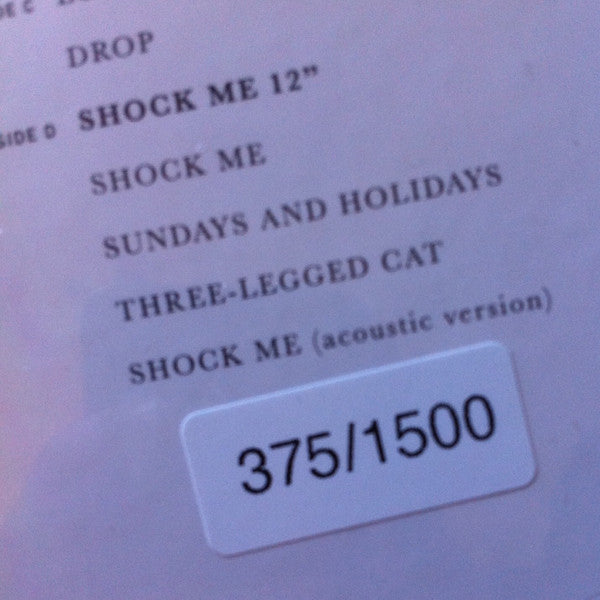 DROP
SHOCK ME 12"
SIDE D
SHOCK ME
SUNDAYS AND HOLIDAYS
THREE-LEGGED CAT
SHOCK ME (acoustic version)
375/1500